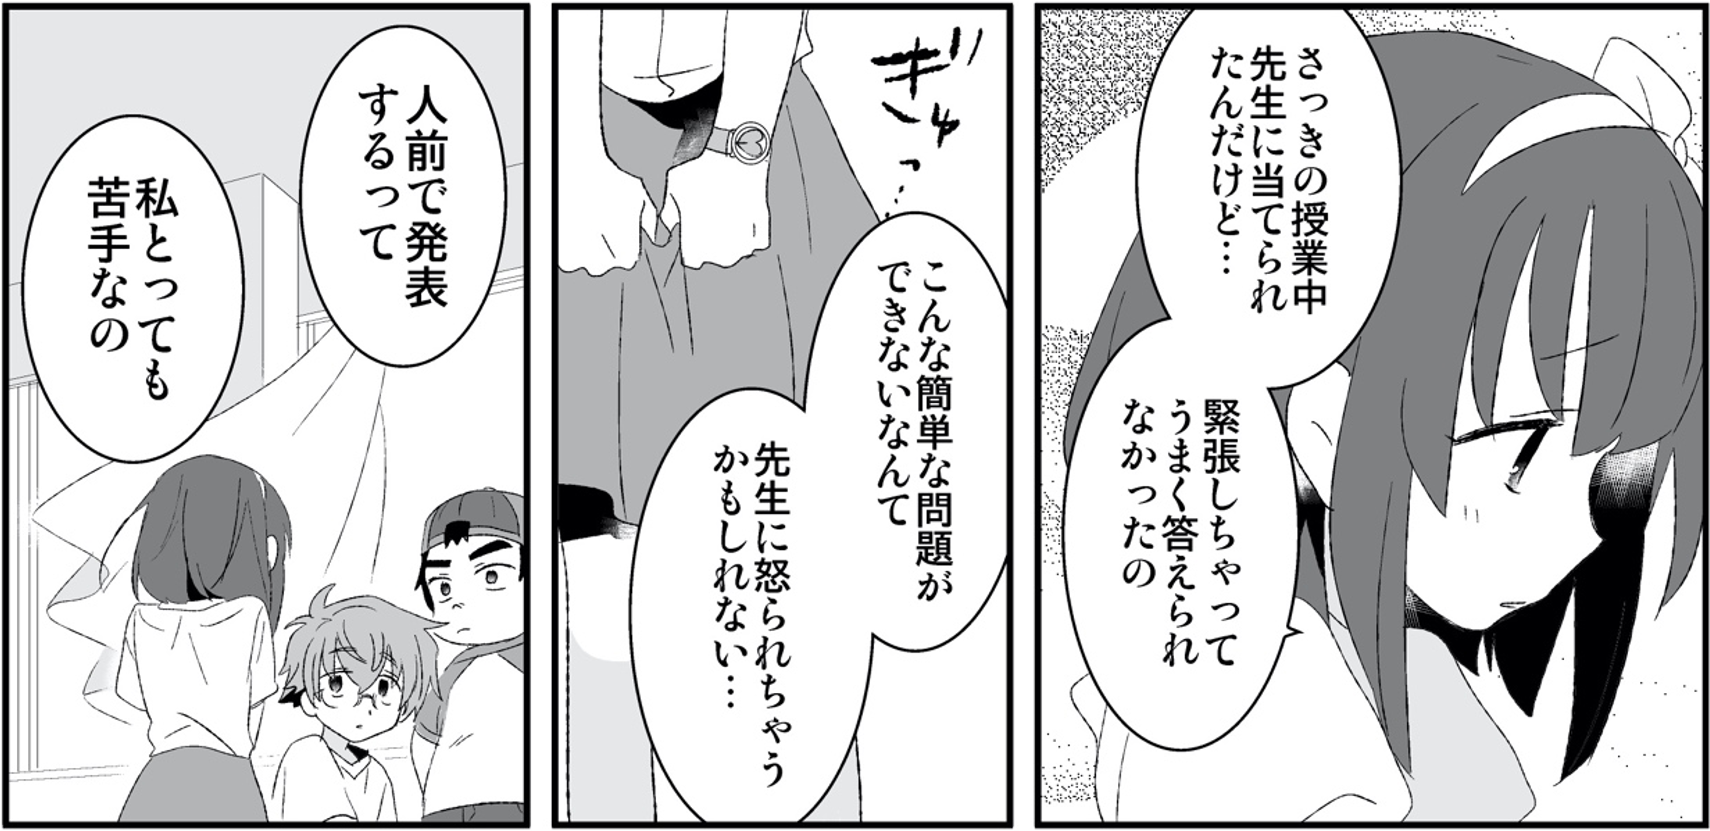 さっきの授業中
先生に当てられ
たんだけど…
緊張しちゃって
うまく答えられ
なかったの
ぎゅっ…
こんな簡単な問題が
できないなんて
先生に怒られちゃう
かもしれない…
人前で発表
するって
私とっても
苦手なの